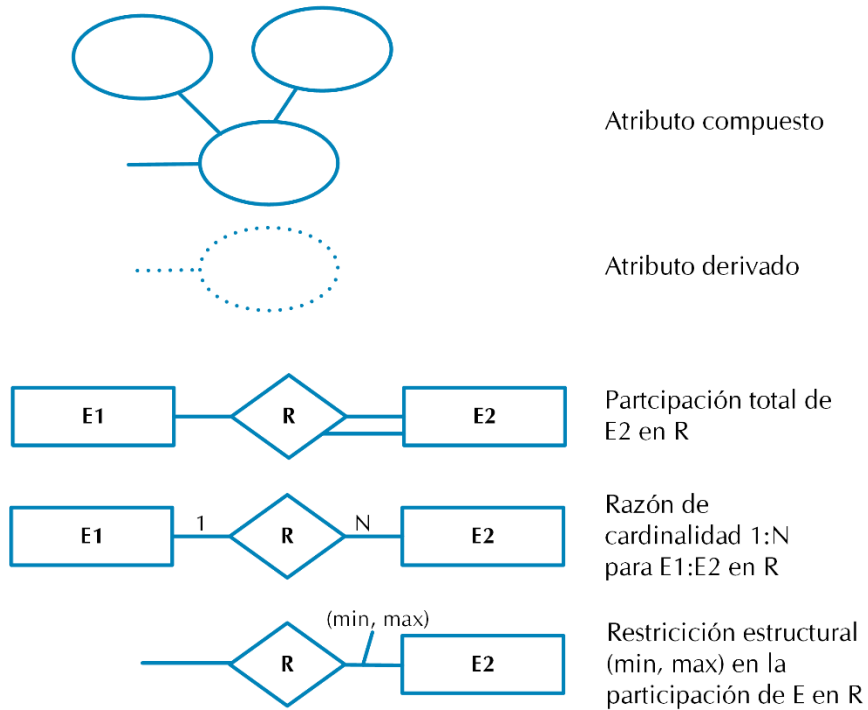 Atributo compuesto
Atributo derivado
E1
R
E2
Partcipación total de
E2 en R
E1
1
R
N
E2
Razón de
cardinalidad 1:N
para E1:E2 en R
(min, max)
R
E2
Restricición estructural
(min, max) en la
participación de E en R